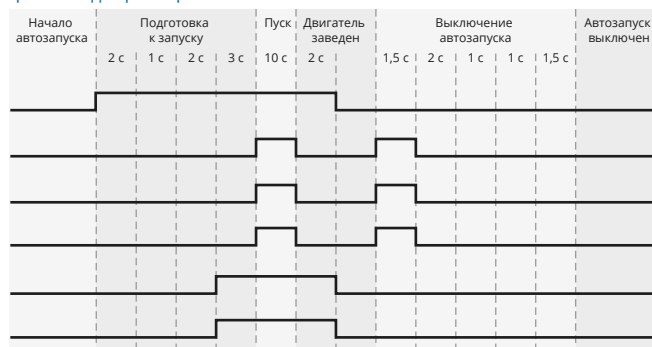 Начало
автозапуска
Подготовка
к запуску
Пуск
Двигатель
заведен
Выключение
автозапуска
Автозапуск
выключен
2 с 1 с 2 с 3 с 10 с 2 с 1,5 с 2 с 1 с 1 с 1,5 с